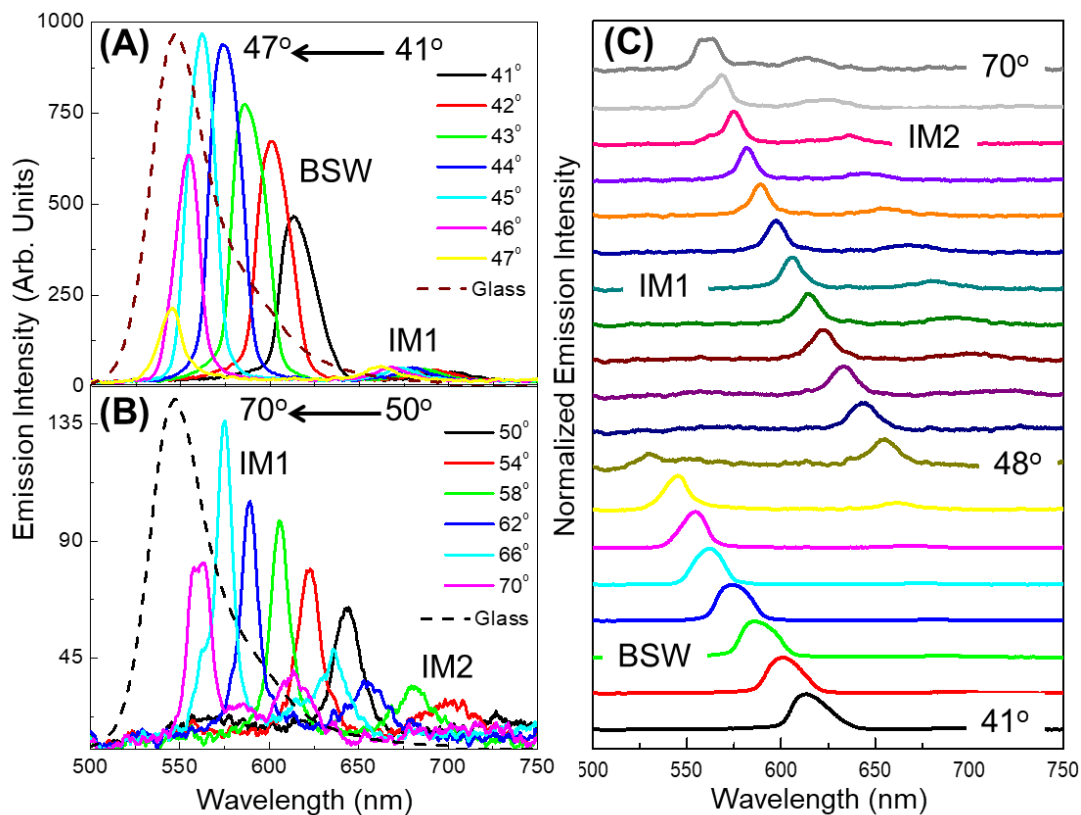 (A)
47° 41°
BSW
IM1
41°
42°
43°
44°
45°
46°
47°
Glass
1000
750
500
250
0
Emission Intensity (Arb. Units)
(B)
70° 50°
IM1
IM2
50°
54°
58°
62°
66°
70°
Glass
135
90
45
500 550 600 650 700 750
Wavelength (nm)
(C)
70°
IM2
IM1
48°
BSW
41°
Normalized Emission Intensity
500 550 600 650 700 750
Wavelength (nm)